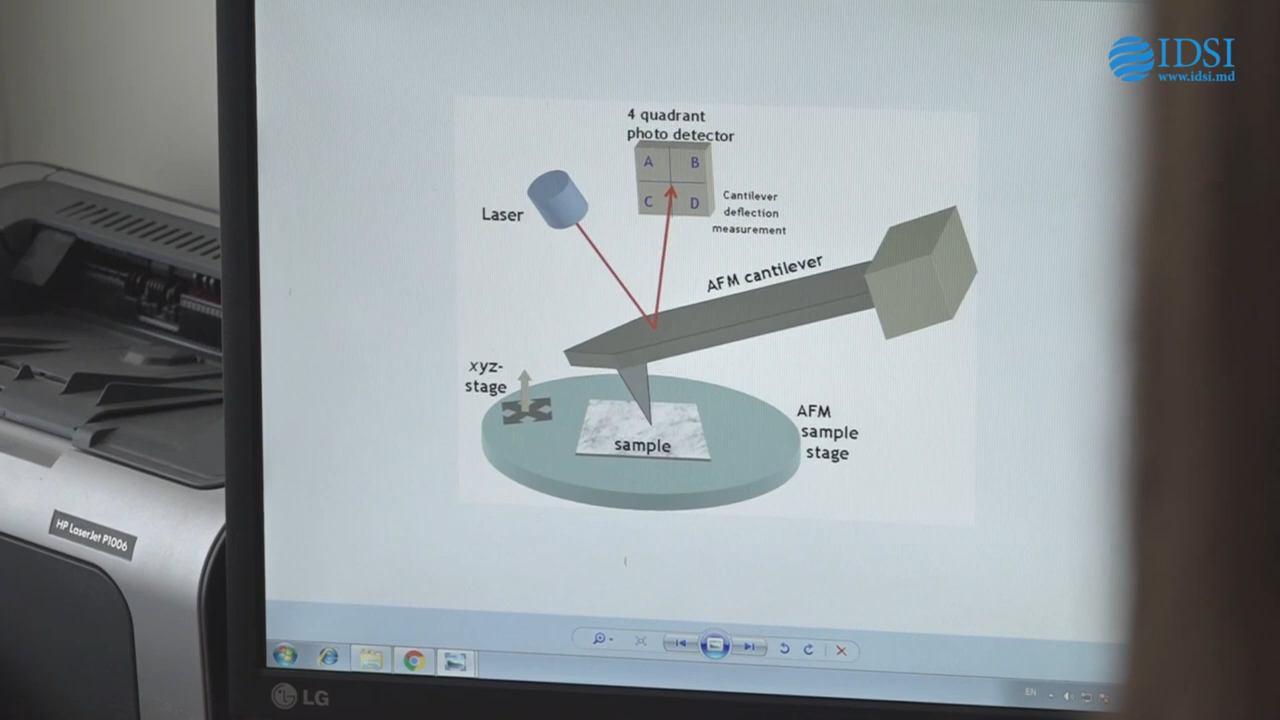 IDSI
www.idsi.md
4 quadrant
photo detector
A B
C D
Laser
Cantilever
deflection
measurement
AFM cantilever
xyz-
stage
AFM
sample
stage
sample
HP LaserJet P1006
EN
LG